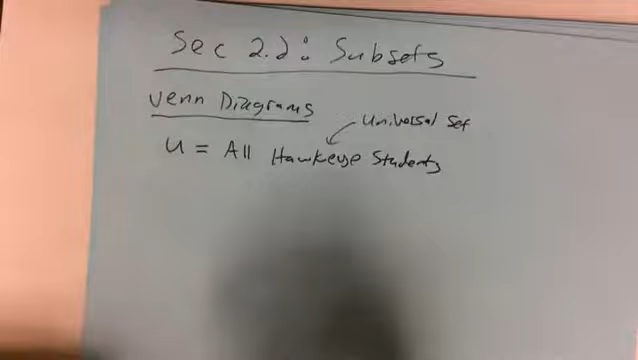 Sec 2.2: Subsets
Venn Diagrams
Universal Set
U = All Hawkeye Students